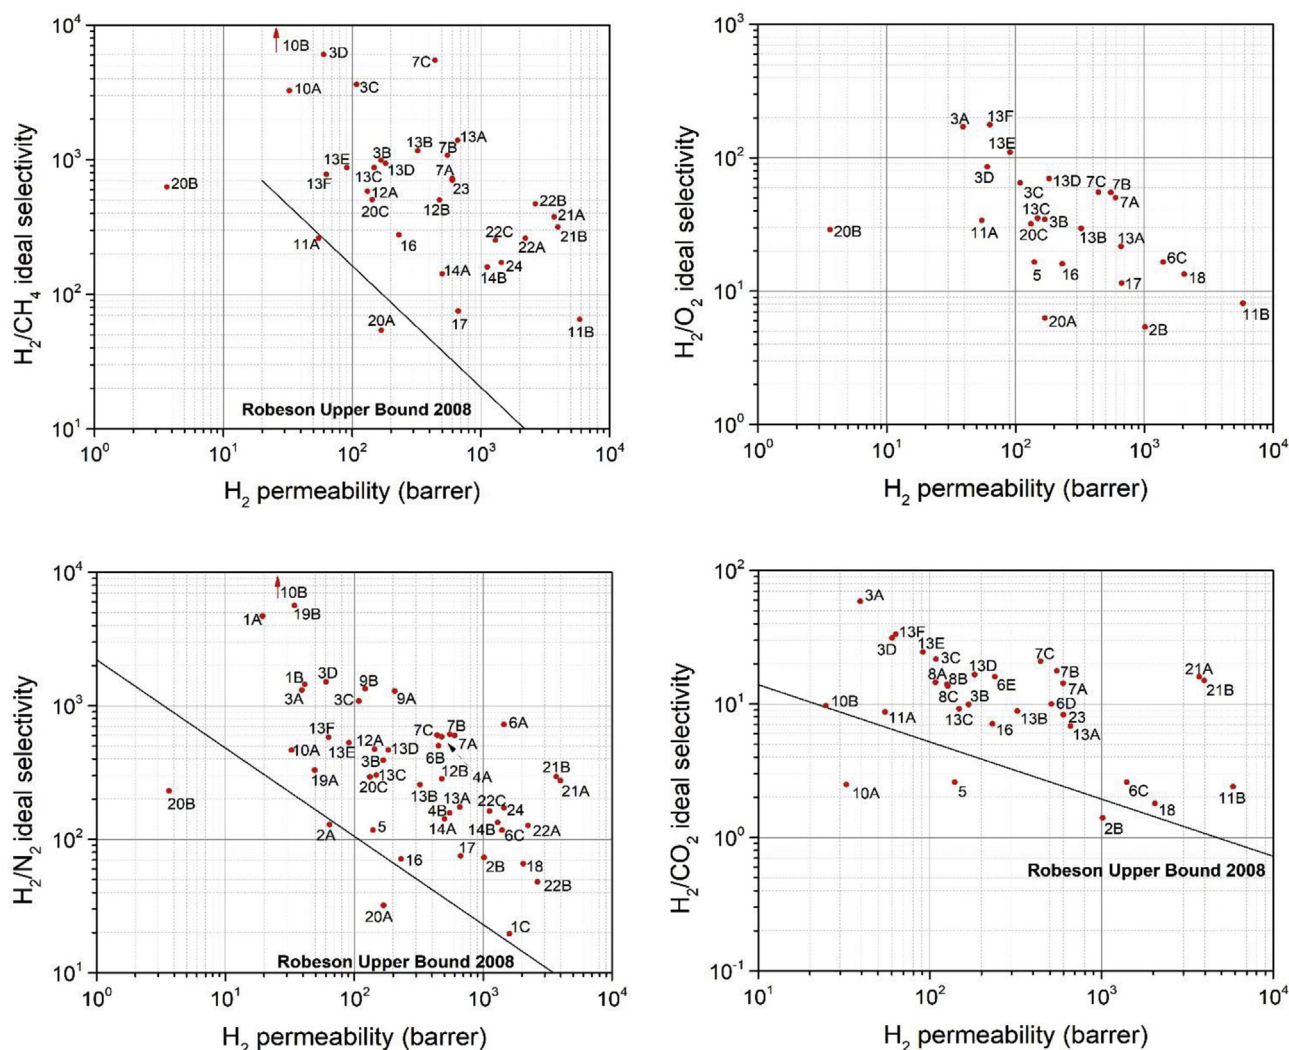 10⁴
10B
3D
7C
10A
3C
H₂/CH₄ ideal selectivity
10³
13B
13A
3B
7B
13E
13D
7A
13F
13C
20B
12A
23
20C
12B
22B
21A
11A
16
22C
21B
22A
14A
24
14B
10²
20A
17
11B
Robeson Upper Bound 2008
10¹
10⁰ 10¹ 10² 10³ 10⁴
H₂ permeability (barrer)
10³
3A
13F
13E
H₂/O₂ ideal selectivity
10²
3D
3C
13D
7C
7B
7A
13C
20B
11A
20C
3B
13B
13A
5
16
6C
17
18
10¹
20A
2B
11B
10⁰
10⁰ 10¹ 10² 10³ 10⁴
H₂ permeability (barrer)
10⁴
10B
1A
19B
1B
3D
9B
3A
3C
9A
H₂/N₂ ideal selectivity
10³
6A
13F
12A
7C
7B
10A
13E
13D
7A
3B
6B
19A
20C
13C
12B
4A
21B
20B
13B
13A
22C
21A
4B
24
2A
5
14A
14B
6C
22A
10²
16
17
2B
18
22B
20A
1C
Robeson Upper Bound 2008
10¹
10⁰ 10¹ 10² 10³ 10⁴
H₂ permeability (barrer)
10²
3A
13F
3D
13E
3C
7C
H₂/CO₂ ideal selectivity
8A
8B
13D
6E
7B
21A
7A
21B
10¹
10B
8C
3B
6D
11A
13C
13B
23
16
13A
10A
5
6C
11B
18
2B
10⁰
Robeson Upper Bound 2008
10⁻¹
10¹ 10² 10³ 10⁴
H₂ permeability (barrer)